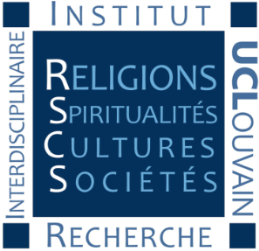 INSTITUT
INTERDISCIPLINAIRE
RELIGIONS
SPIRITUALITÉS
CULTURES
SOCIÉTÉS
UCLOUVAIN
RECHERCHE